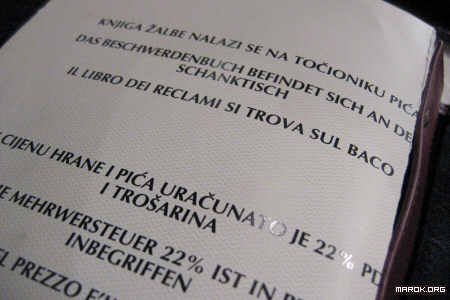 KNJIGA ŽALBE NALAZI SE NA TOČIONIKU PIĆA
DAS BESCHWERDENBUCH BEFINDET SICH AN DE
SCHANKTISCH
IL LIBRO DEI RECLAMI SI TROVA SUL BACO
CIJENU HRANE I PIĆA URAČUNATO JE 22% PD
I TROŠARINA
E MEHRWERSTEUER 22% IST IN PR
INBEGRIFFEN
EL PREZZO E'
MAROK.ORG